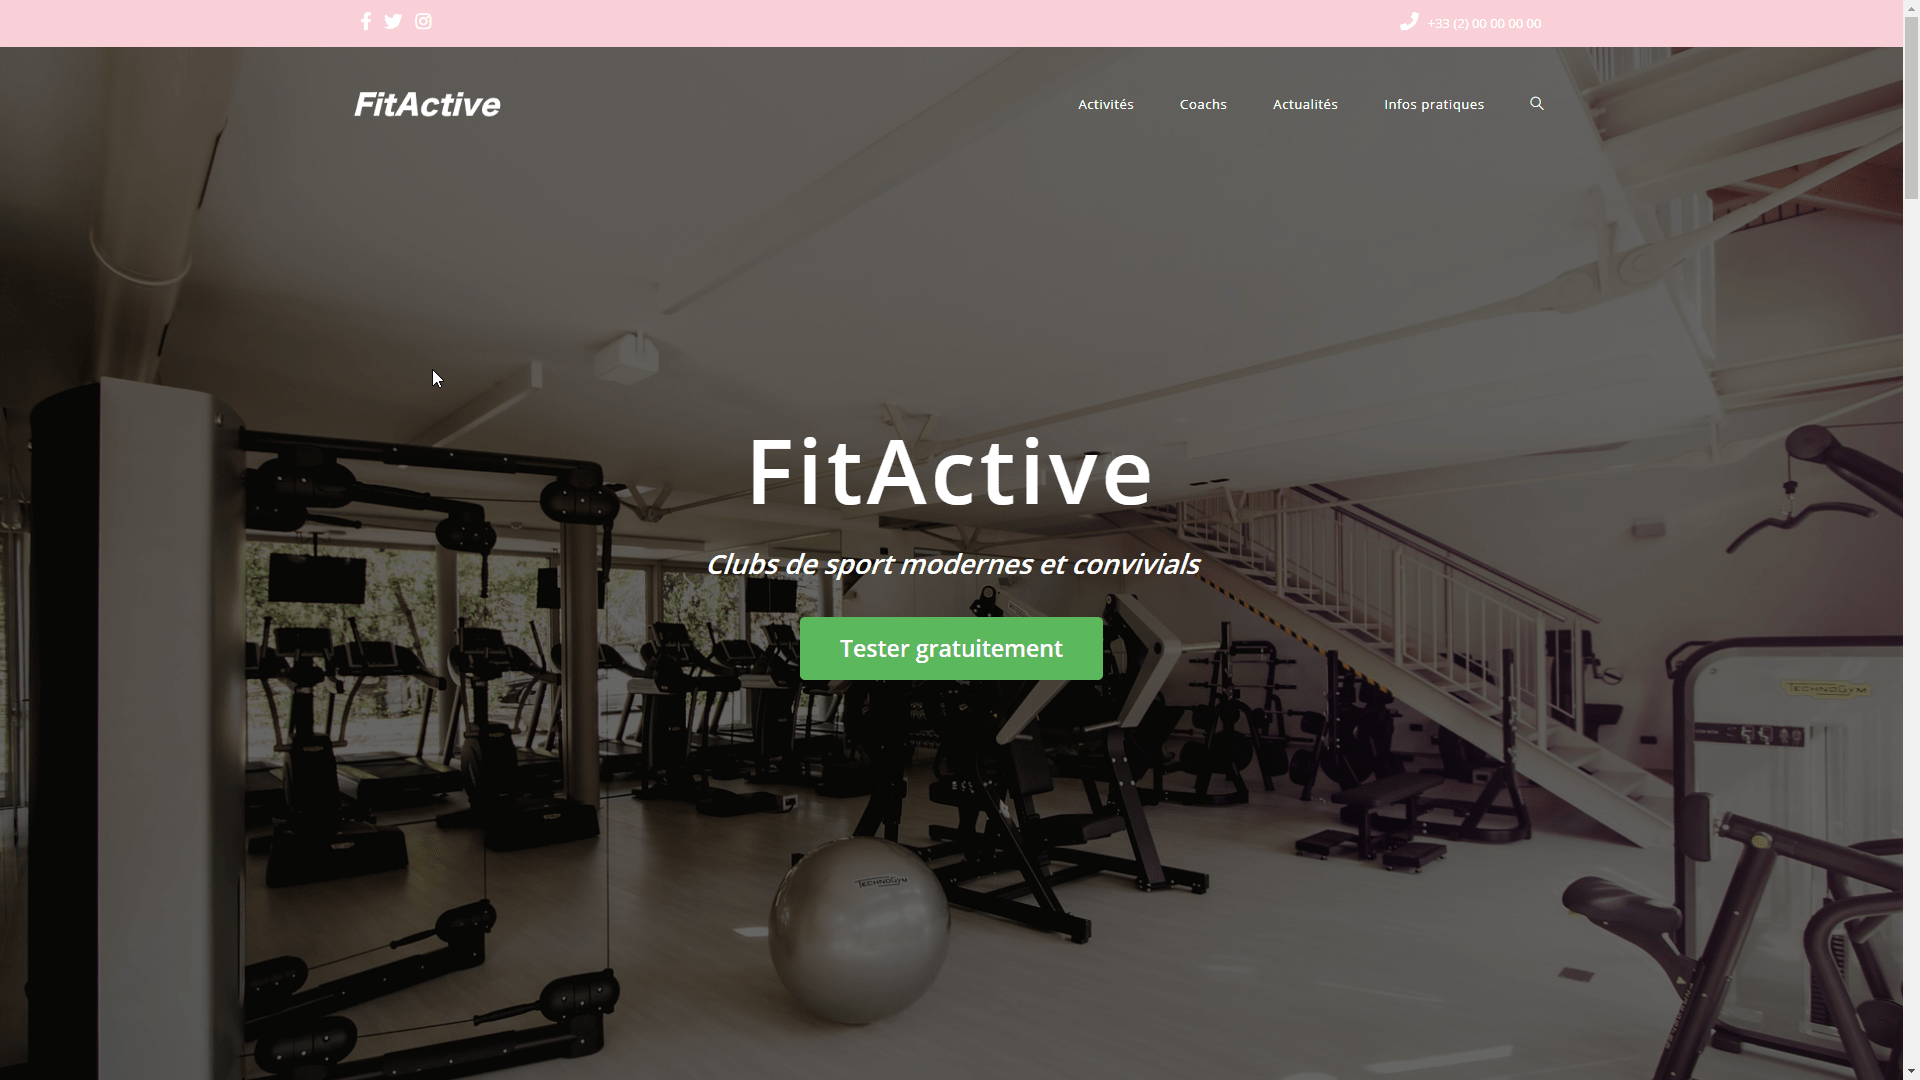 +33 (2) 00 00 00 00
FitActive
Activités
Coachs
Actualités
Infos pratiques
FitActive
Clubs de sport modernes et convivials
Tester gratuitement
TECHNOGYM
TECHNOGYM